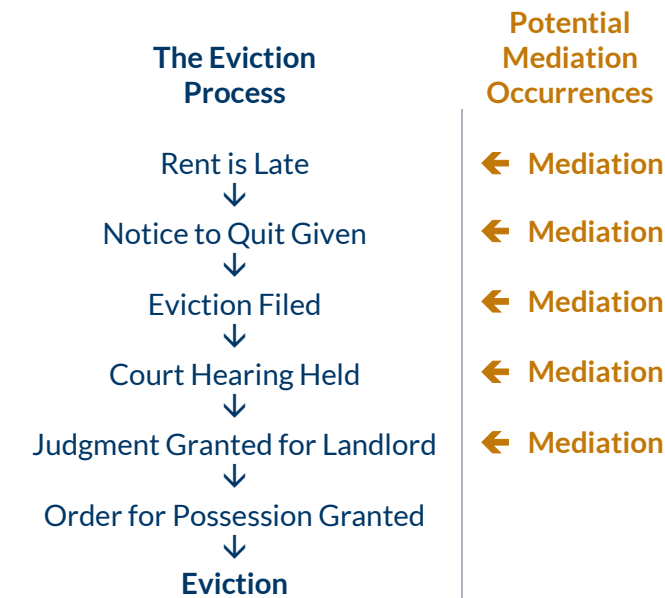 The Eviction
Process
Potential
Mediation
Occurrences
Rent is Late
Mediation
Notice to Quit Given
Mediation
Eviction Filed
Mediation
Court Hearing Held
Mediation
Judgment Granted for Landlord
Mediation
Order for Possession Granted
Eviction